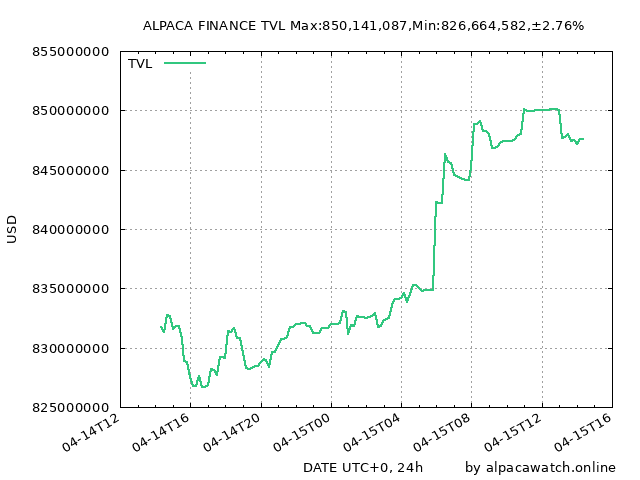 ALPACA FINANCE TVL Max:850,141,087,Min:826,664,582,±2.76%
TVL
855000000
850000000
845000000
840000000
835000000
830000000
825000000
USD
04-14T12
04-14T16
04-14T20
04-15T00
04-15T04
04-15T08
04-15T12
04-15T16
DATE UTC+0, 24h
by alpacawatch.online